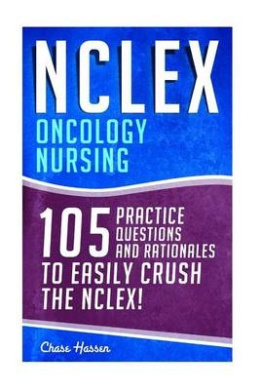 NCLEX
ONCOLOGY
NURSING
105 PRACTICE
QUESTIONS
AND RATIONALES
TO EASILY CRUSH
THE NCLEX!
Chase Hassen